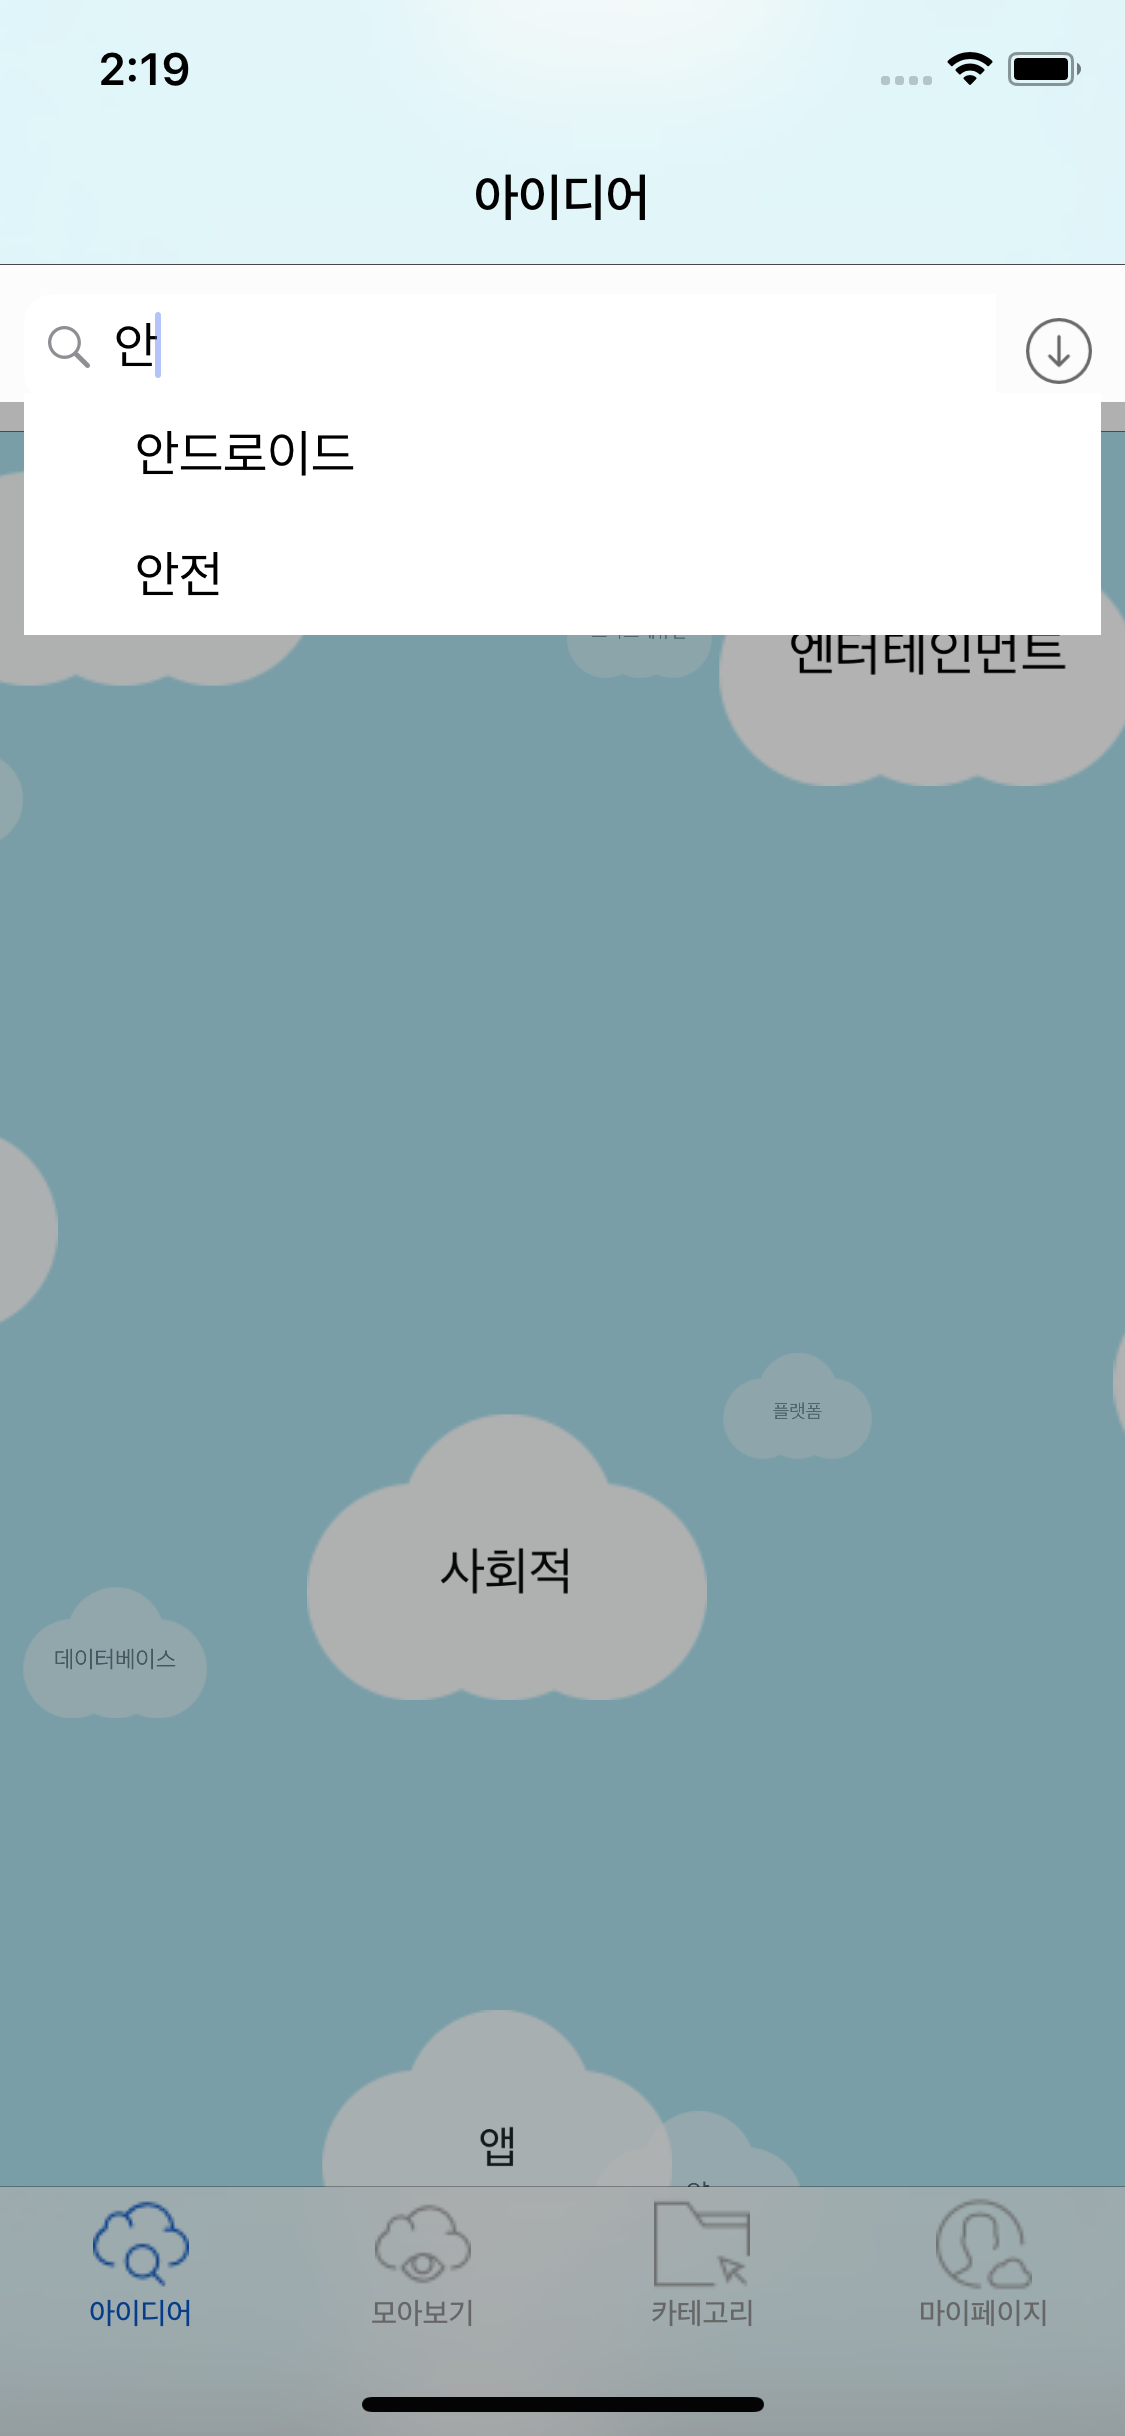 2:19
아이디어
안
안드로이드
안전
엔터테인먼트
플랫폼
사회적
데이터베이스
앱
아이디어
모아보기
카테고리
마이페이지